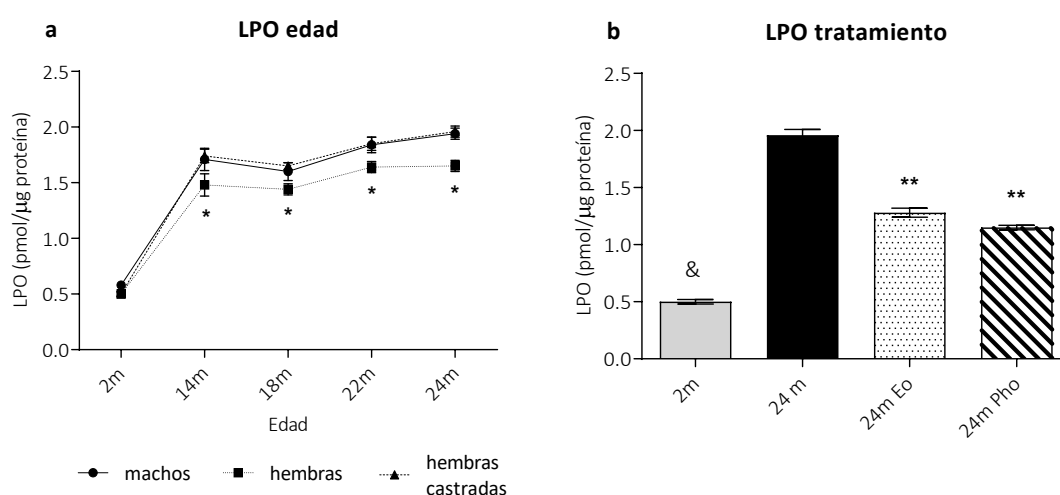 a
LPO edad
LPO (pmol/µg proteína)
2.5
2.0
1.5
1.0
0.5
0.0
*
*
*
*
2m
14m
18m
22m
24m
Edad
machos
hembras
hembras
castradas
b
LPO tratamiento
LPO (pmol/µg proteína)
2.5
2.0
1.5
1.0
0.5
0.0
&
**
**
2m
24 m
24m Eo
24m Pho